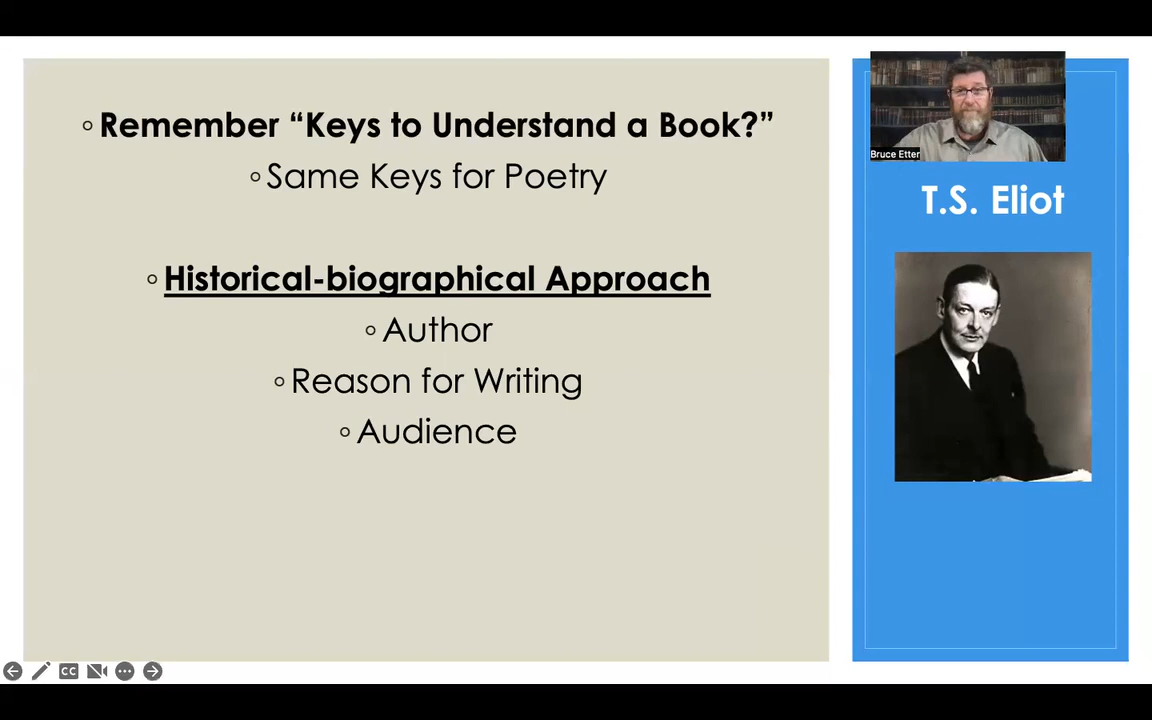 Remember “Keys to Understand a Book?”
Same Keys for Poetry
Historical-biographical Approach
Author
Reason for Writing
Audience
Bruce Etter
T.S. Eliot
CC